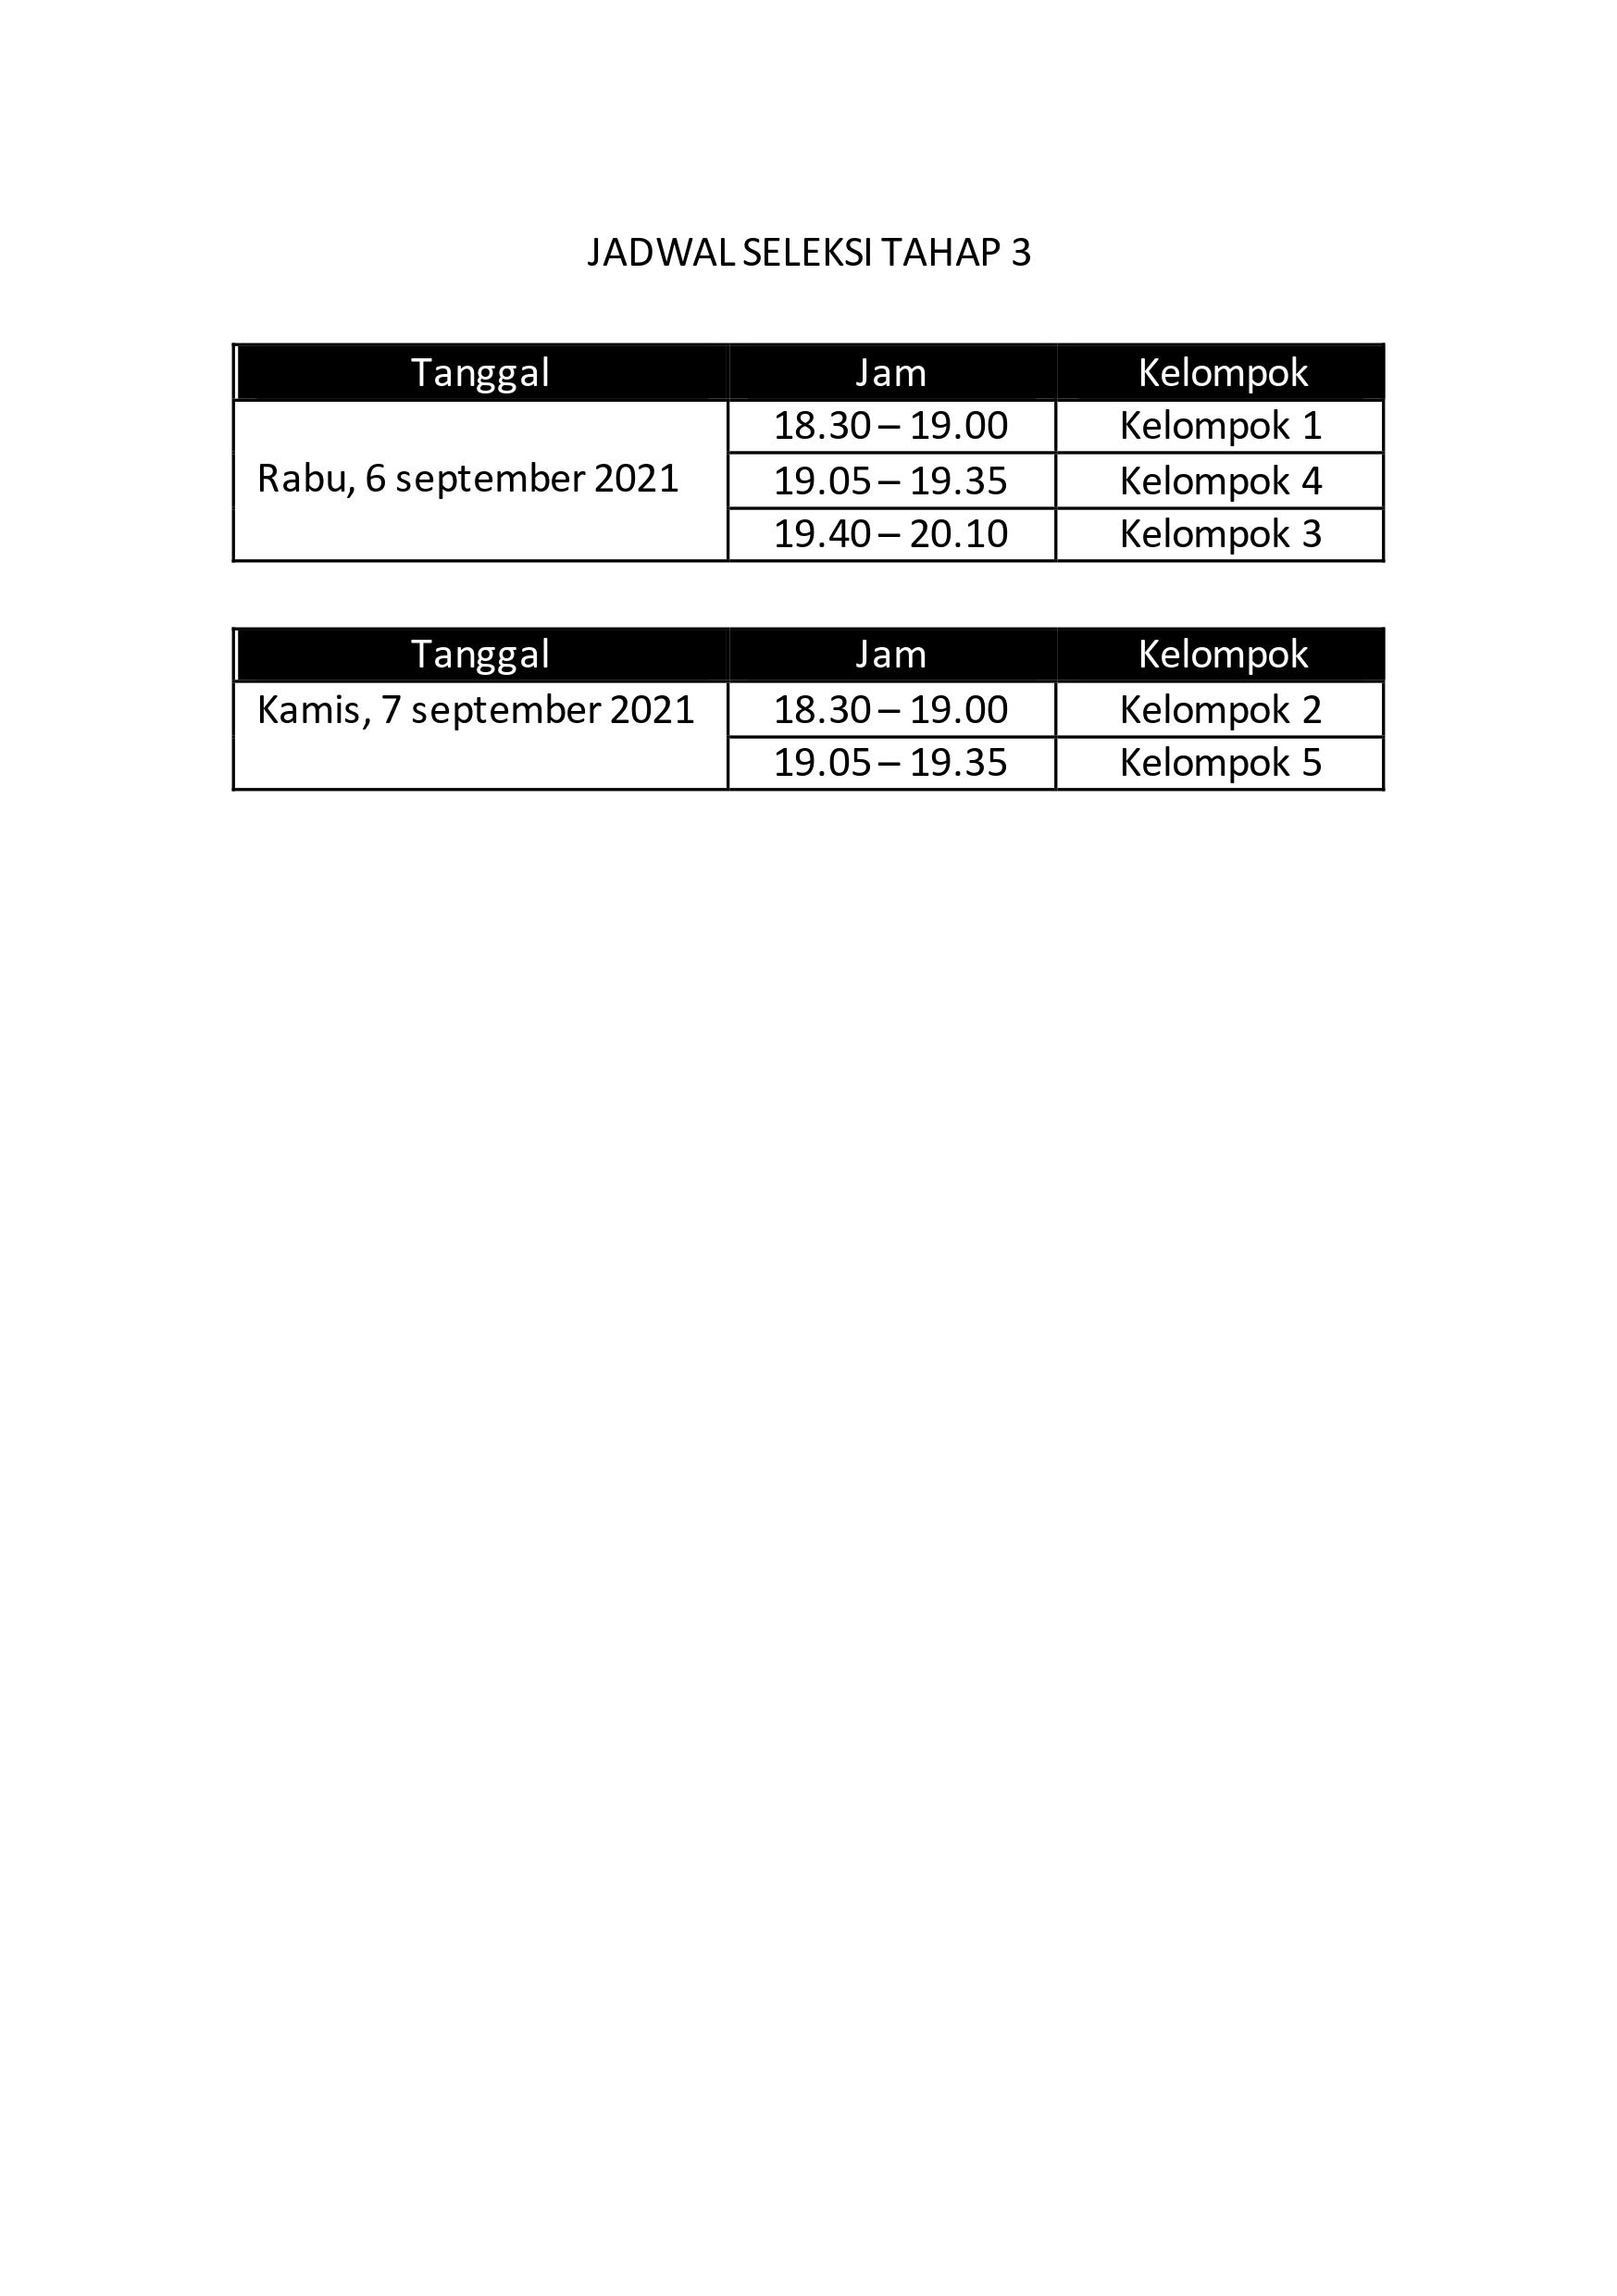 JADWAL SELEKSI TAHAP 3
Tanggal Jam Kelompok
18.30 – 19.00 Kelompok 1
Rabu, 6 september 2021 19.05 – 19.35 Kelompok 4
19.40 – 20.10 Kelompok 3
Tanggal Jam Kelompok
Kamis, 7 september 2021 18.30 – 19.00 Kelompok 2
19.05 – 19.35 Kelompok 5